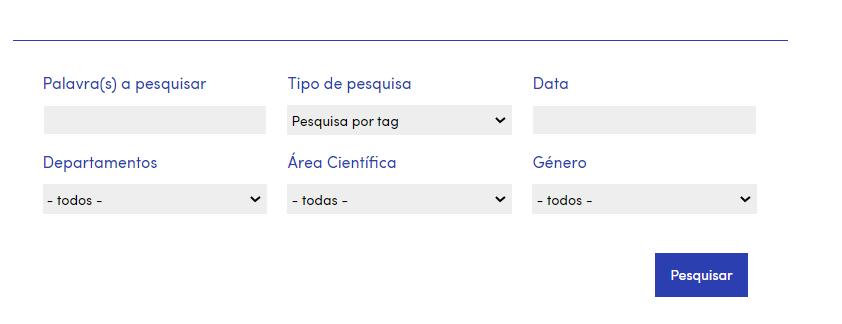 Palavra(s) a pesquisar Tipo de pesquisa Data
Pesquisa por tag
Departamentos Área Científica Género
- todos - - todas - - todos -
Pesquisar